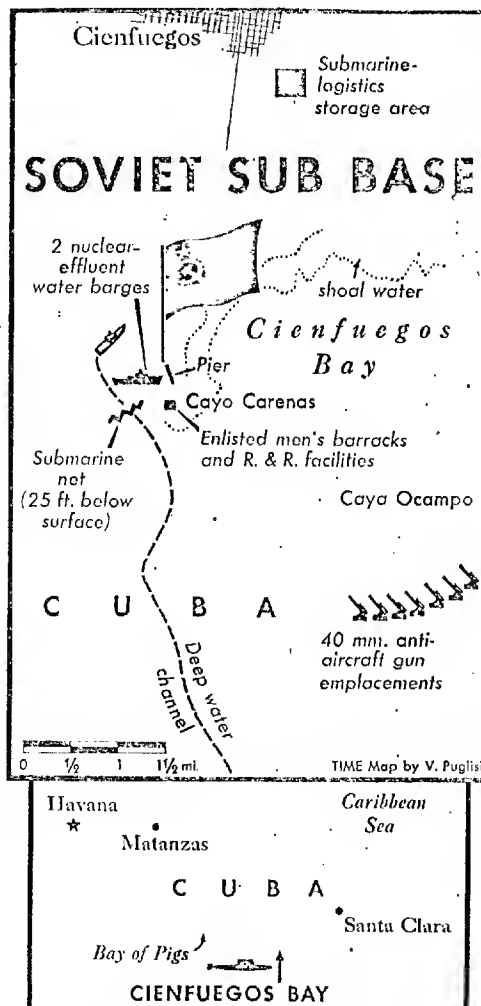 Cienfuegos
Submarine-
logistics
storage area
SOVIET SUB BASE
2 nuclear-
effluent
water barges
shoal water
Cienfuegos
Bay
Pier
Cayo Carenas
Enlisted men's barracks
and R. & R. facilities
Submarine
net
(25 ft. below
surface)
Caya Ocampo
CUBA
40 mm. anti-
aircraft gun
emplacements
Deep water
channel
0 ½ 1 1½ mi.
TIME Map by V. Puglisi
Havana
Caribbean
Sea
Matanzas
CUBA
Santa Clara
Bay of Pigs
CIENFUEGOS BAY